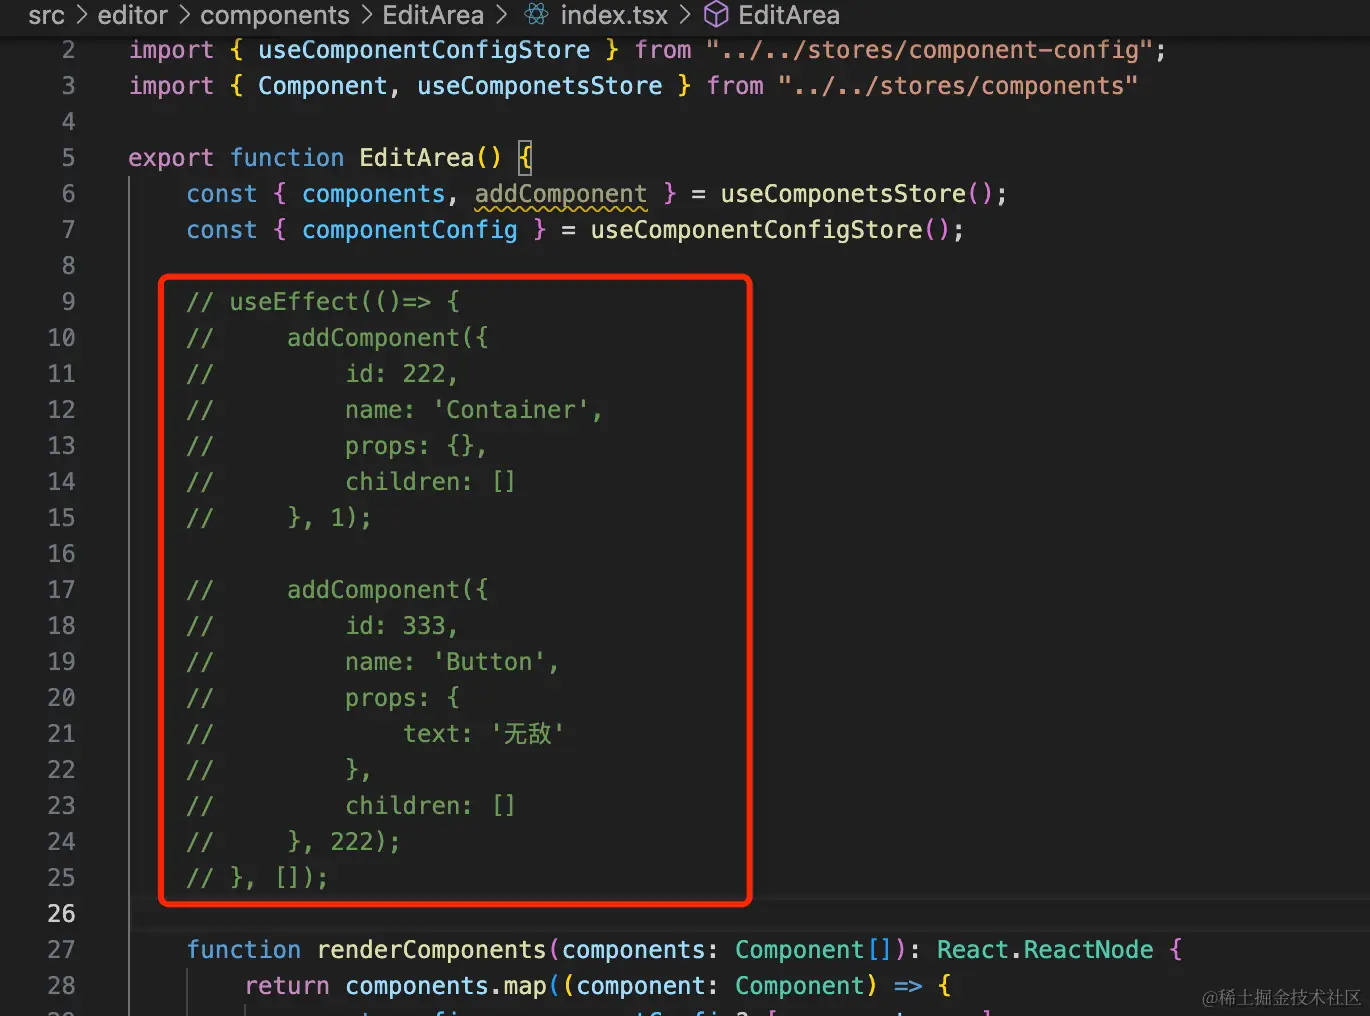 src > editor > components > EditArea > index.tsx > EditArea
2 import { useComponentConfigStore } from "../../stores/component-config";
3 import { Component, useComponetsStore } from "../../stores/components"
4
5 export function EditArea() {
6 const { components, addComponent } = useComponetsStore();
7 const { componentConfig } = useComponentConfigStore();
8
9 // useEffect(()=> {
10 //     addComponent({
11 //         id: 222,
12 //         name: 'Container',
13 //         props: {},
14 //         children: []
15 //     }, 1);
16
17 //     addComponent({
18 //         id: 333,
19 //         name: 'Button',
20 //         props: {
21 //             text: '无敌'
22 //         },
23 //         children: []
24 //     }, 222);
25 // }, []);
26
27 function renderComponents(components: Component[]): React.ReactNode {
28 return components.map((component: Component) => {
@稀土掘金技术社区